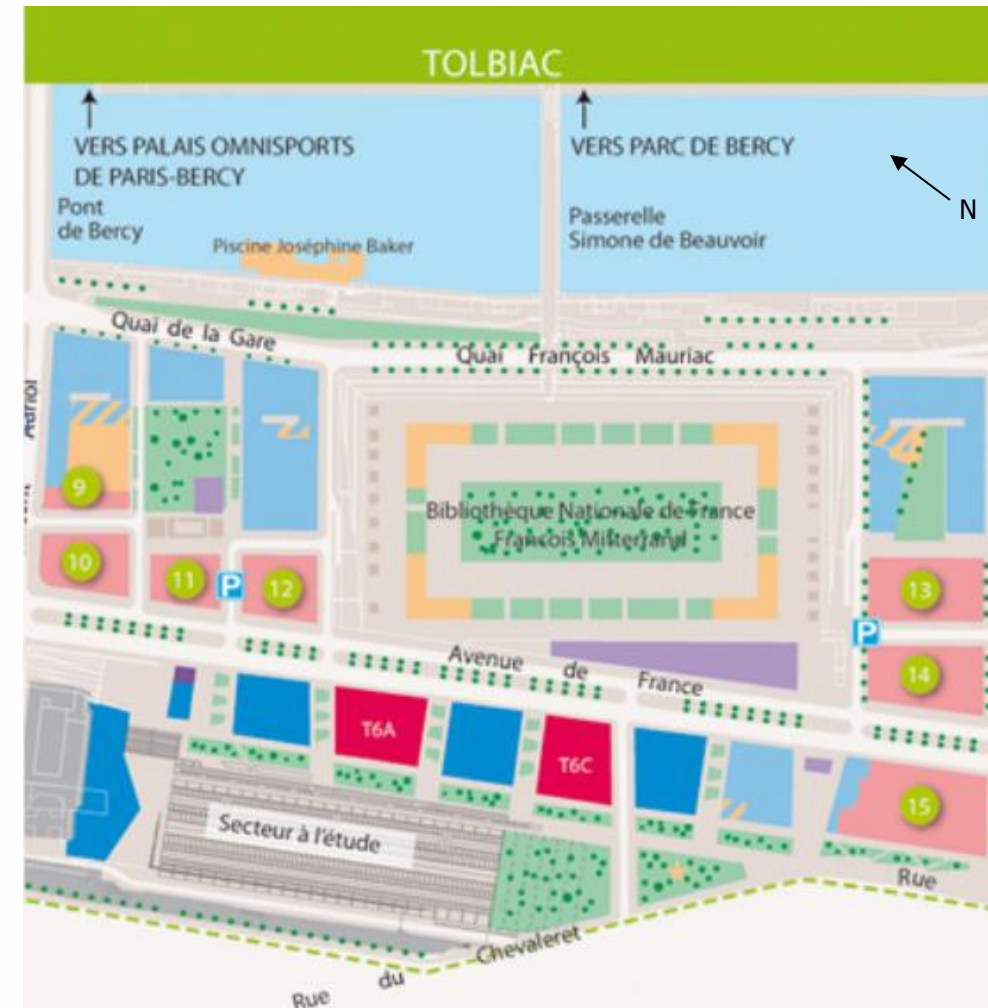 TOLBIAC
VERS PALAIS OMNISPORTS
DE PARIS-BERCY
VERS PARC DE BERCY
N
Pont
de Bercy
Passerelle
Simone de Beauvoir
Piscine Joséphine Baker
Quai de la Gare
Quai François Mauriac
9
Bibliothèque Nationale de France
François Mitterrand
10
11
P
12
13
P
14
Avenue de France
T6A
T6C
15
Secteur à l'étude
Rue
Rue du Chevaleret